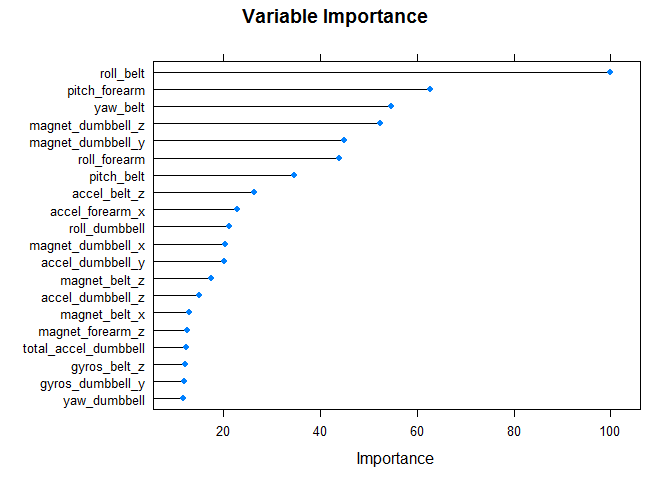 Variable Importance
roll_belt
pitch_forearm
yaw_belt
magnet_dumbbell_z
magnet_dumbbell_y
roll_forearm
pitch_belt
accel_belt_z
accel_forearm_x
roll_dumbbell
magnet_dumbbell_x
accel_dumbbell_y
magnet_belt_z
accel_dumbbell_z
magnet_belt_x
magnet_forearm_z
total_accel_dumbbell
gyros_belt_z
gyros_dumbbell_y
yaw_dumbbell
20 40 60 80 100
Importance